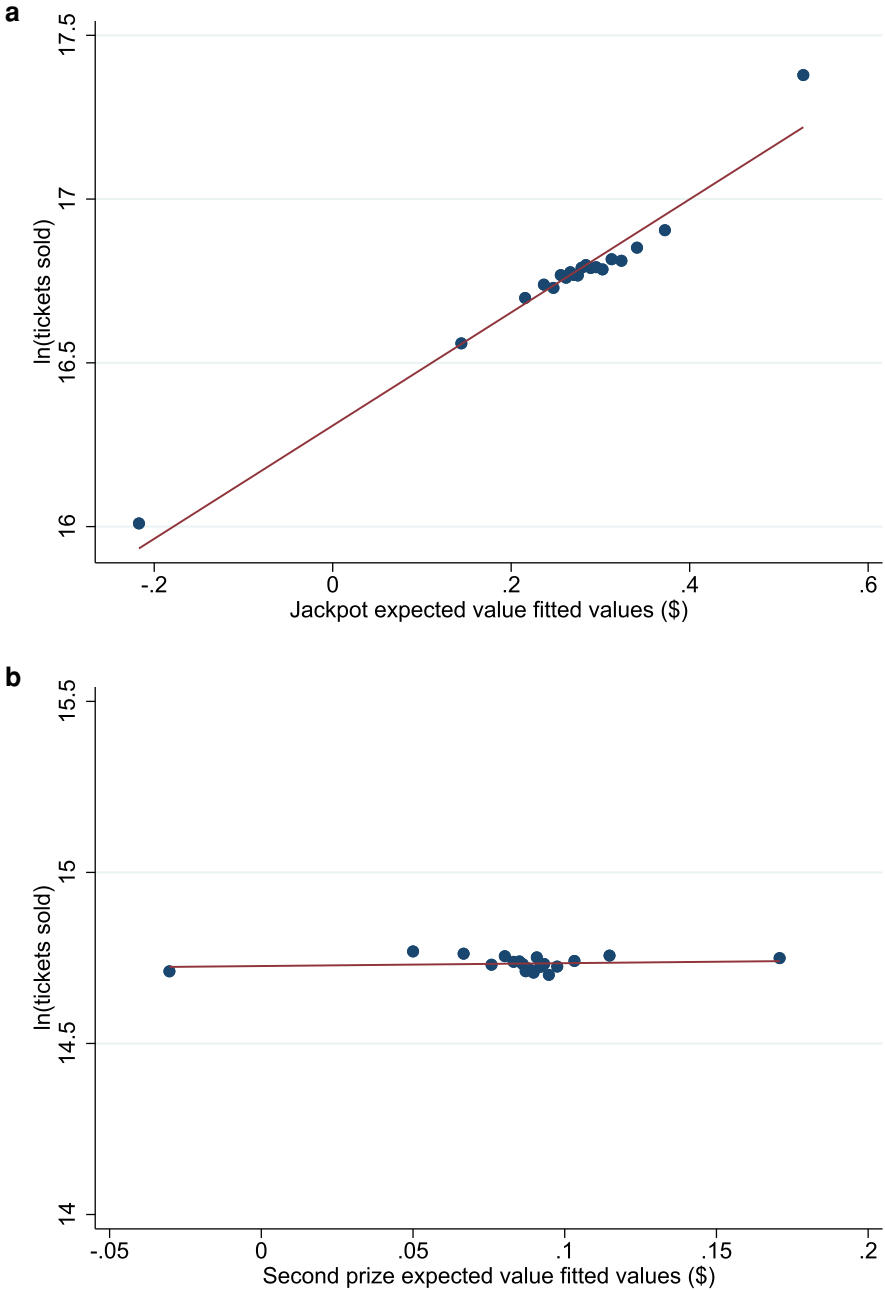 a
17.5
17
16.5
16
ln(tickets sold)
-.2 0 .2 .4 .6
Jackpot expected value fitted values ($)
b
15.5
15
14.5
14
ln(tickets sold)
-.05 0 .05 .1 .15 .2
Second prize expected value fitted values ($)